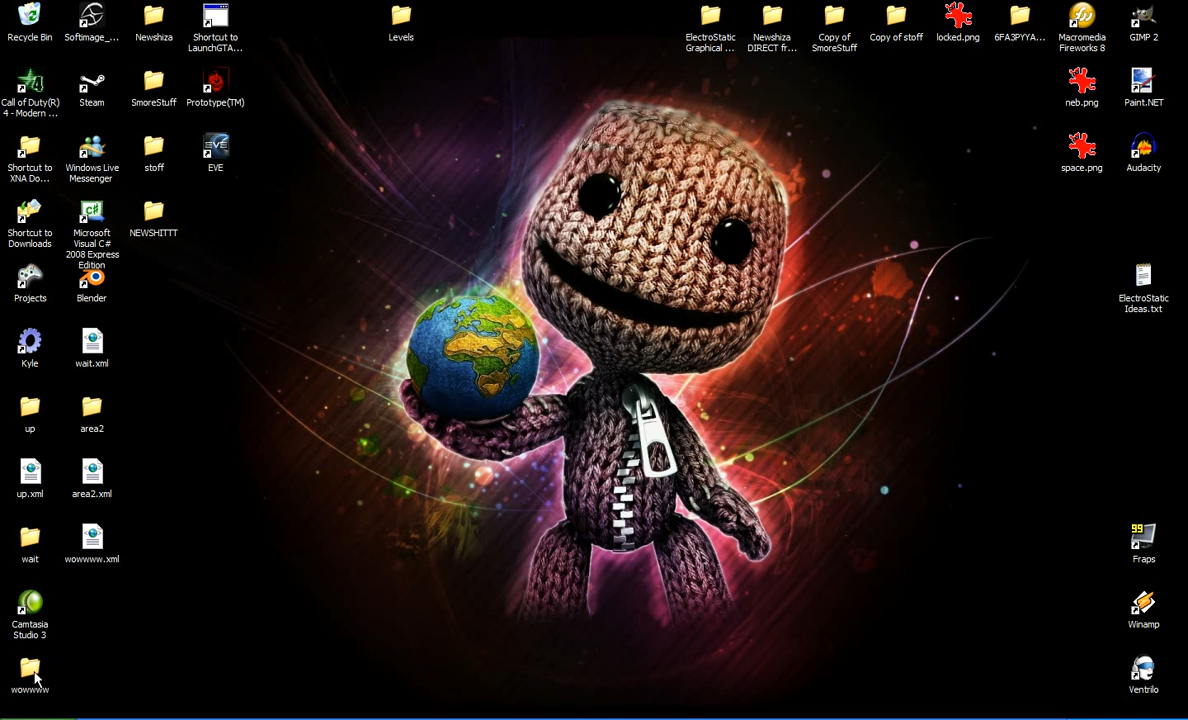 Recycle Bin
Softimage_...
Newshiza
Shortcut to
LaunchGTA...
Levels
ElectroStatic
Graphical ...
Newshiza
DIRECT fr...
Copy of
SmoreStuff
Copy of stoff
locked.png
6FA3PYYA...
Macromedia
Fireworks 8
GIMP 2
Call of Duty(R)
4 - Modern ...
Steam
SmoreStuff
Prototype(TM)
neb.png
Paint.NET
Shortcut to
XNA Do...
Windows Live
Messenger
stoff
EVE
EVE
space.png
Audacity
Shortcut to
Downloads
C#
Microsoft
Visual C#
2008 Express
Edition
NEWSHITTT
Projects
Blender
ElectroStatic
Ideas.txt
Kyle
wait.xml
up
area2
up.xml
area2.xml
wait
wowwww.xml
99
Fraps
Camtasia
Studio 3
Winamp
wowwww
Ventrilo